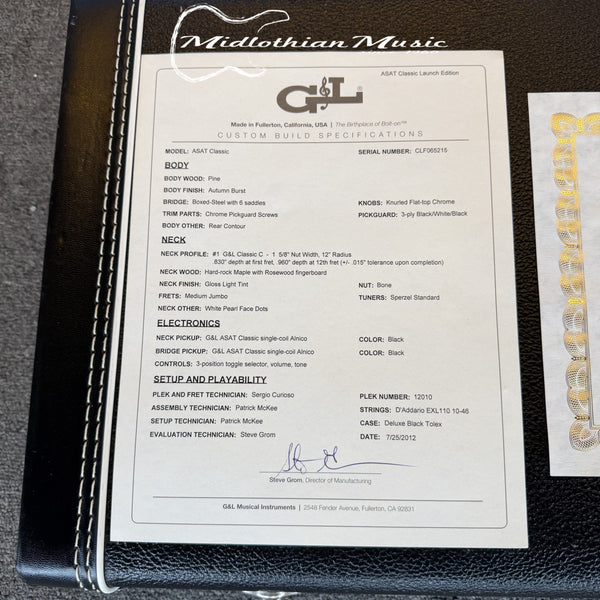 Midlothian Music
ASAT Classic Launch Edition
G&L®
Made in Fullerton, California, USA | The Birthplace of Bolt-on™
CUSTOM BUILD SPECIFICATIONS
MODEL: ASAT Classic SERIAL NUMBER: CLF065215
BODY
BODY WOOD: Pine
BODY FINISH: Autumn Burst
BRIDGE: Boxed-Steel with 6 saddles KNOBS: Knurled Flat-top Chrome
TRIM PARTS: Chrome Pickguard Screws PICKGUARD: 3-ply Black/White/Black
BODY OTHER: Rear Contour
NECK
NECK PROFILE: #1 G&L Classic C - 1 5/8" Nut Width, 12" Radius
.830" depth at first fret, .960" depth at 12th fret (+/- .015" tolerance upon completion)
NECK WOOD: Hard-rock Maple with Rosewood fingerboard
NECK FINISH: Gloss Light Tint NUT: Bone
FRETS: Medium Jumbo TUNERS: Sperzel Standard
NECK OTHER: White Pearl Face Dots
ELECTRONICS
NECK PICKUP: G&L ASAT Classic single-coil Alnico COLOR: Black
BRIDGE PICKUP: G&L ASAT Classic single-coil Alnico COLOR: Black
CONTROLS: 3-position toggle selector, volume, tone
SETUP AND PLAYABILITY
PLEK AND FRET TECHNICIAN: Sergio Curioso PLEK NUMBER: 12010
ASSEMBLY TECHNICIAN: Patrick McKee STRINGS: D'Addario EXL110 10-46
SETUP TECHNICIAN: Patrick McKee CASE: Deluxe Black Tolex
EVALUATION TECHNICIAN: Steve Grom DATE: 7/25/2012
Steve Grom, Director of Manufacturing
G&L Musical Instruments | 2548 Fender Avenue, Fullerton, CA 92831